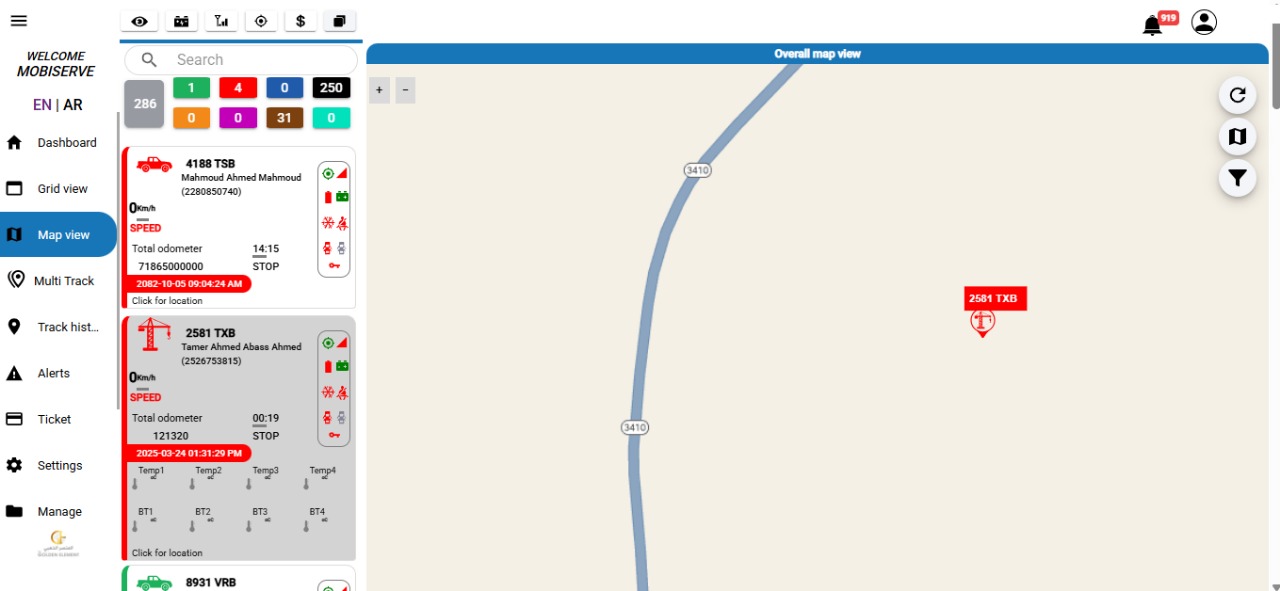 WELCOME
MOBISERVE
EN | AR
Dashboard
Grid view
Map view
Multi Track
Track hist...
Alerts
Ticket
Settings
Manage
GOLDEN ELEMENT
$
Search
286
1 4 0 250
0 0 31 0
4188 TSB
Mahmoud Ahmed Mahmoud
(2280850740)
0Km/h
SPEED
Total odometer 14:15
71865000000 STOP
2082-10-05 09:04:24 AM
Click for location
2581 TXB
Tamer Ahmed Abass Ahmed
(2526753815)
0Km/h
SPEED
Total odometer 00:19
121320 STOP
2025-03-24 01:31:29 PM
Temp1 Temp2 Temp3 Temp4
BT1 BT2 BT3 BT4
Click for location
8931 VRB
919
Overall map view
+ −
3410
2581 TXB
3410